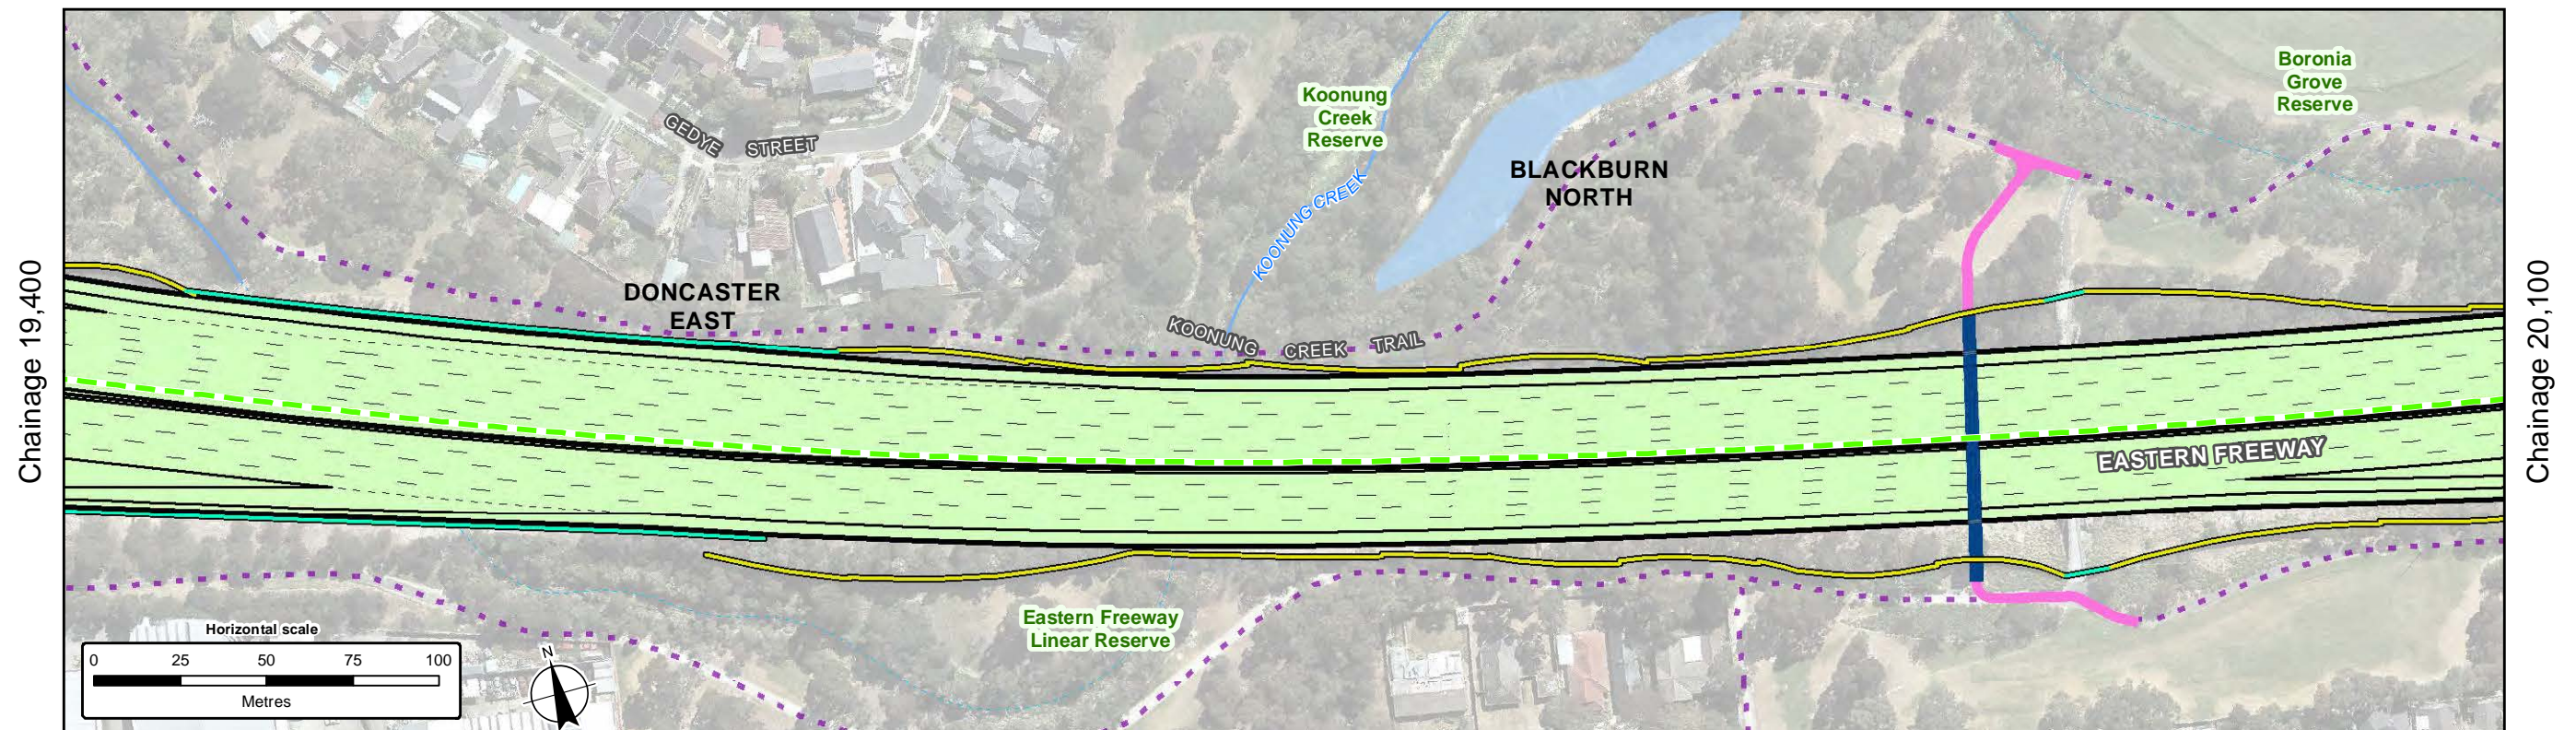 Boronia
Grove
Reserve
Koonung
Creek
Reserve
GEDYE STREET
BLACKBURN
NORTH
KOONUNG CREEK
Chainage 19,400
Chainage 20,100
DONCASTER
EAST
KOONUNG CREEK TRAIL
EASTERN FREEWAY
Eastern Freeway
Linear Reserve
Horizontal scale
0 25 50 75 100
Metres
N